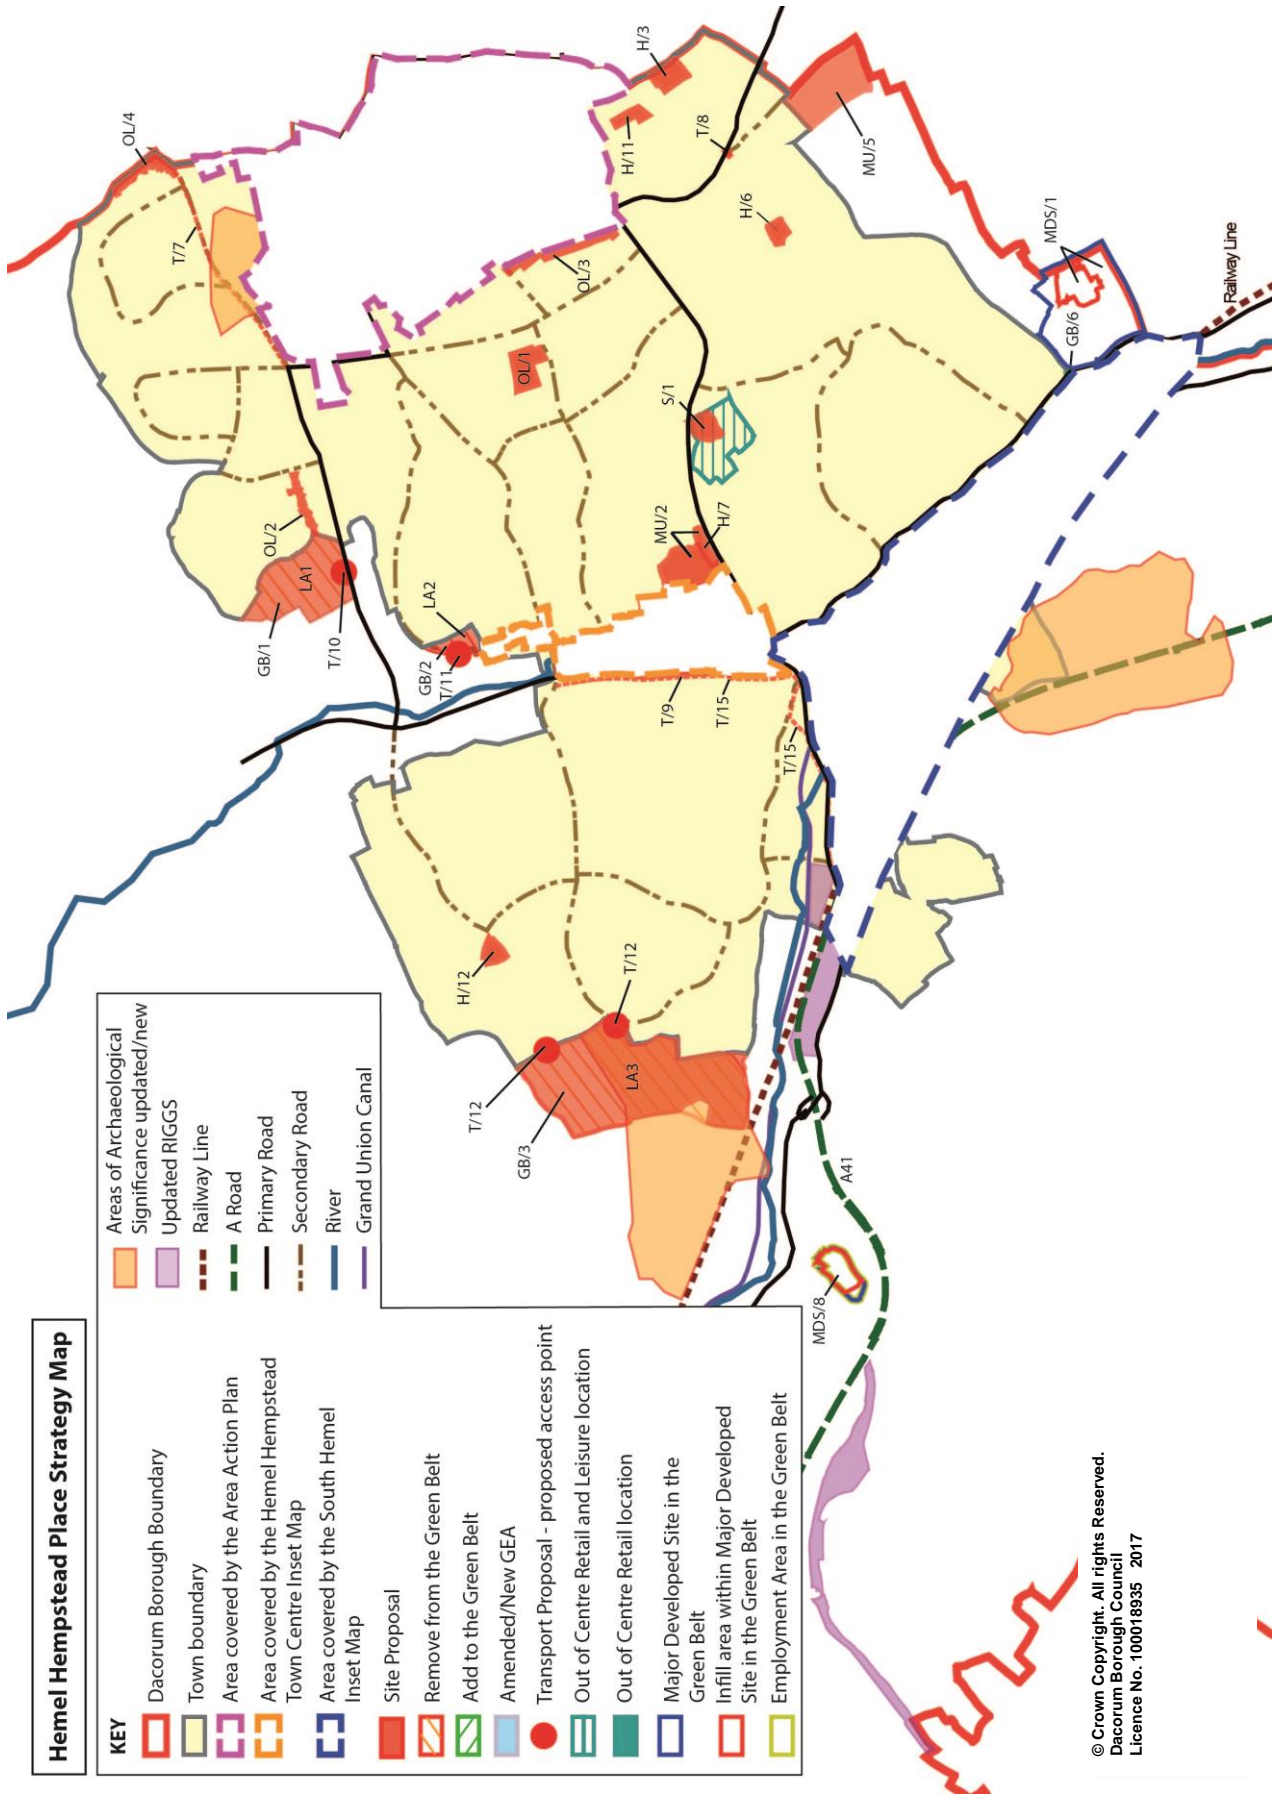 Hemel Hempstead Place Strategy Map
KEY
Dacorum Borough Boundary
Town boundary
Area covered by the Area Action Plan
Area covered by the Hemel Hempstead
Town Centre Inset Map
Area covered by the South Hemel
Inset Map
Site Proposal
Remove from the Green Belt
Add to the Green Belt
Amended/New GEA
Transport Proposal - proposed access point
Out of Centre Retail and Leisure location
Out of Centre Retail location
Major Developed Site in the
Green Belt
Infill area within Major Developed
Site in the Green Belt
Employment Area in the Green Belt
Areas of Archaeological
Significance updated/new
Updated RIGGS
Railway Line
A Road
Primary Road
Secondary Road
River
Grand Union Canal
OL/4
T/7
OL/2
LA1
GB/1
T/10
LA2
GB/2
T/11
OL/1
OL/3
H/3
H/11
T/8
H/6
MU/5
MDS/1
GB/6
Railway Line
S/1
MU/2
H/7
T/9
T/15
T/15
H/12
T/12
T/12
LA3
GB/3
A41
MDS/8
© Crown Copyright. All rights Reserved.
Dacorum Borough Council
Licence No. 100018935 2017